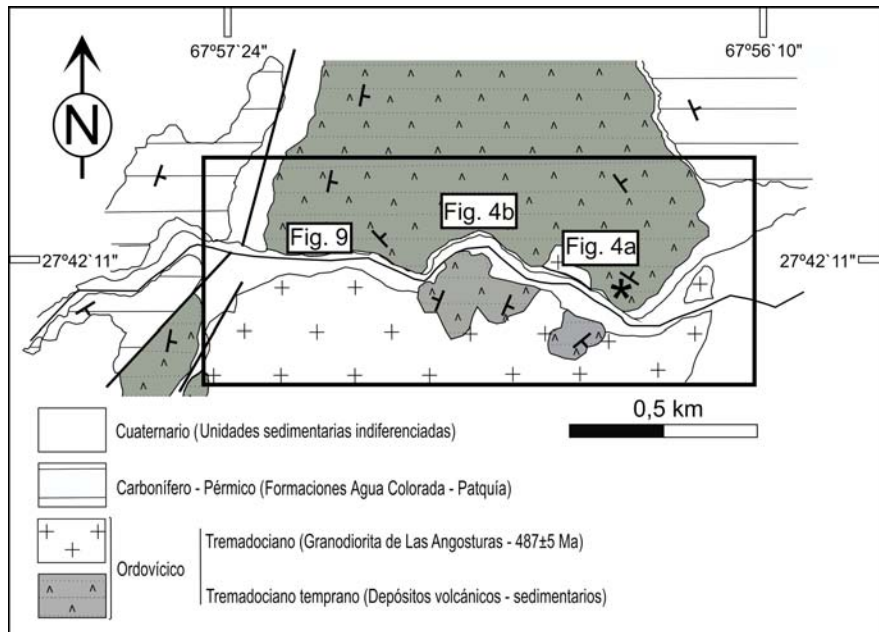 67º57`24"
67º56`10"
N
Fig. 4b
Fig. 9
Fig. 4a
27º42`11"
27º42`11"
*
0,5 km
Cuaternario (Unidades sedimentarias indiferenciadas)
Carbonífero - Pérmico (Formaciones Agua Colorada - Patquía)
Tremadociano (Granodiorita de Las Angosturas - 487±5 Ma)
Ordovícico
Tremadociano temprano (Depósitos volcánicos - sedimentarios)